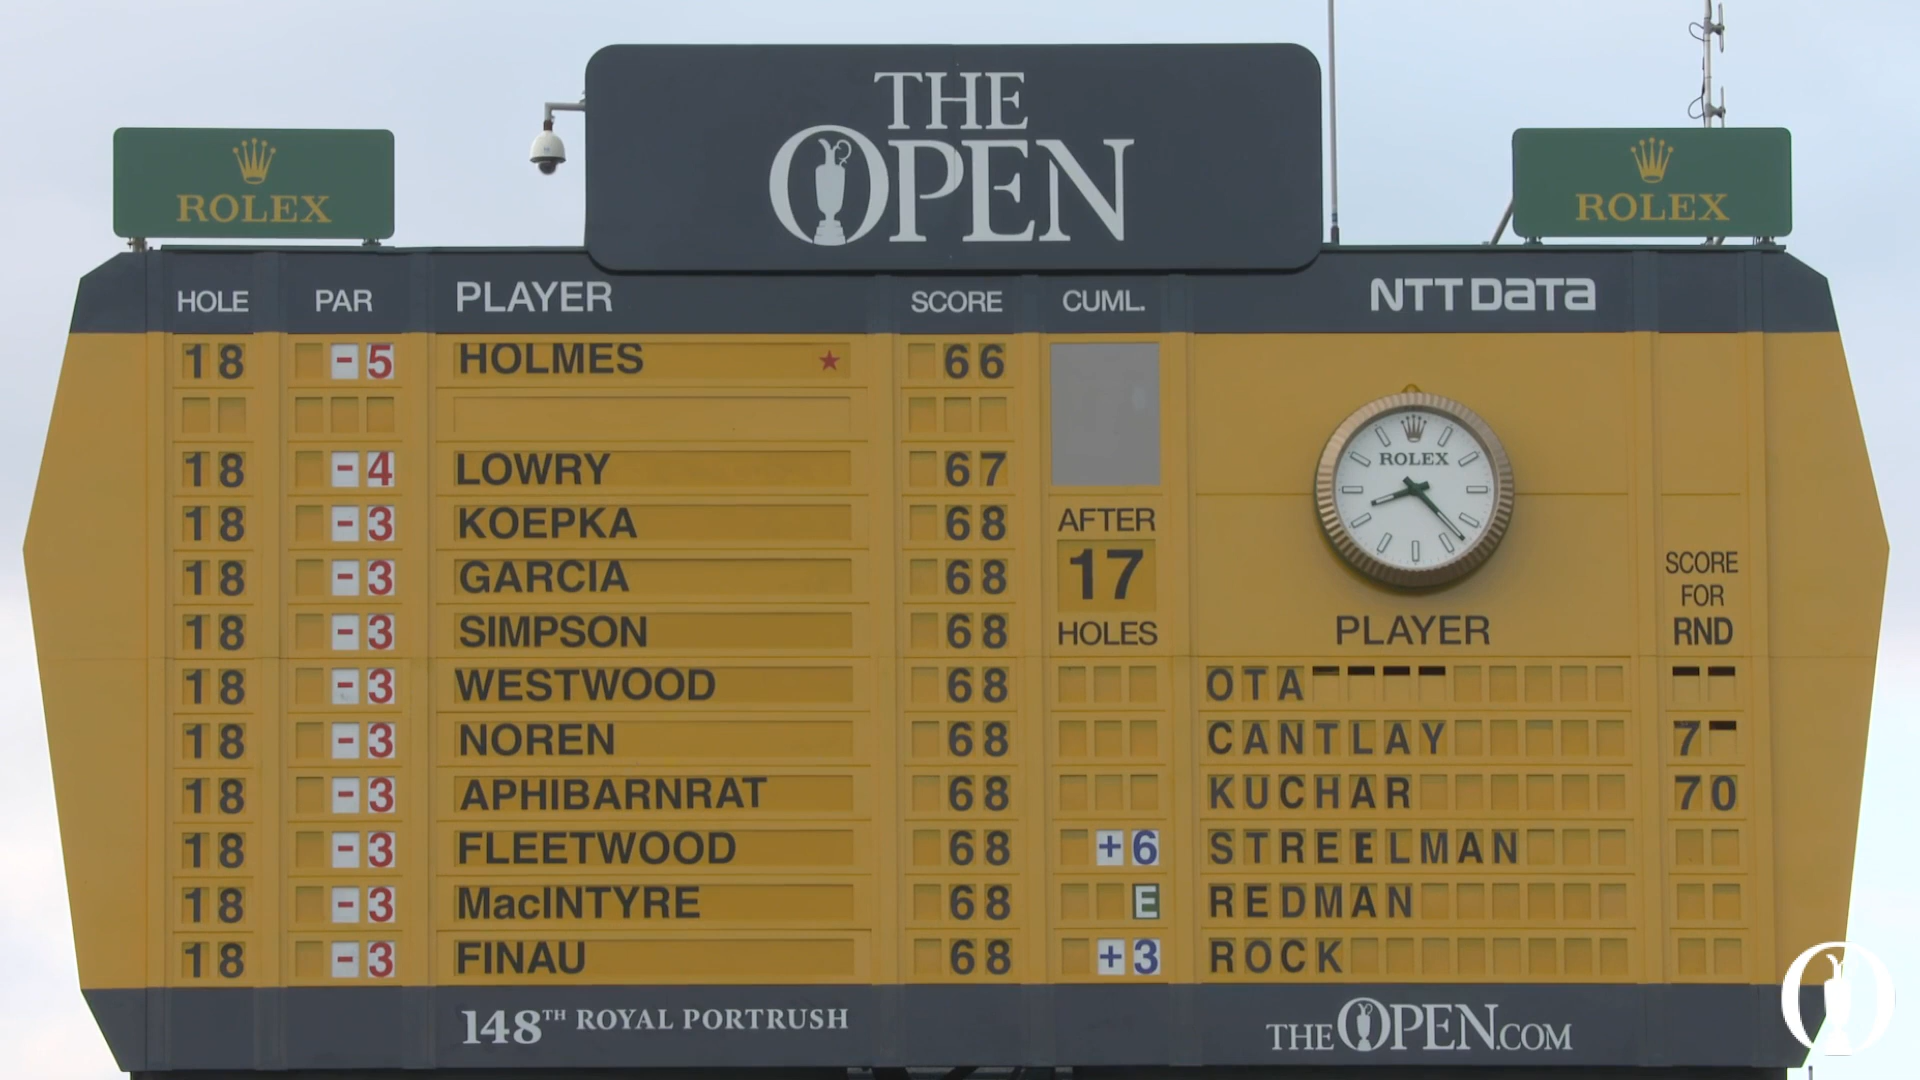 THE
OPEN
ROLEX
ROLEX
HOLE PAR PLAYER SCORE CUML. NTT DATA
18 -5 HOLMES ★ 66
18 -4 LOWRY 67
ROLEX
18 -3 KOEPKA 68
18 -3 GARCIA 68
18 -3 SIMPSON 68
AFTER
17
HOLES
PLAYER
SCORE
FOR
RND
18 -3 WESTWOOD 68 OTA
18 -3 NOREN 68 CANTLAY 7
18 -3 APHIBARNRAT 68 KUCHAR 70
18 -3 FLEETWOOD 68 +6 STREELMAN
18 -3 MacINTYRE 68 E REDMAN
18 -3 FINAU 68 +3 ROCK
148TH ROYAL PORTRUSH
THEOPEN.COM